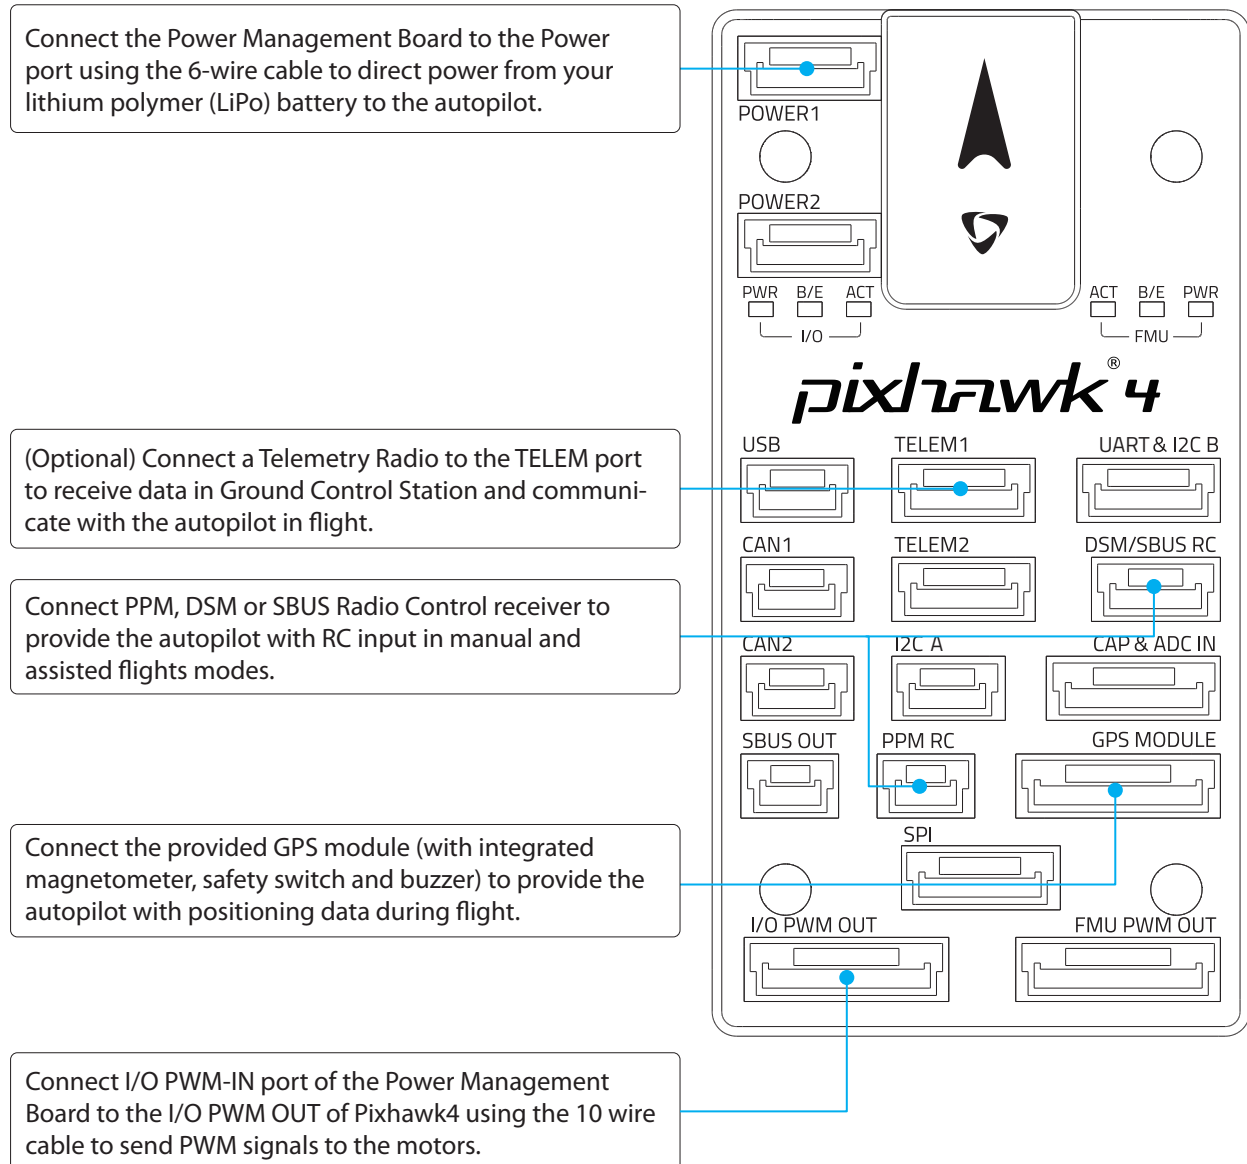 Connect the Power Management Board to the Power
port using the 6-wire cable to direct power from your
lithium polymer (LiPo) battery to the autopilot.
POWER1
POWER2
PWR B/E ACT
I/O
ACT B/E PWR
FMU
pixhawk® 4
(Optional) Connect a Telemetry Radio to the TELEM port
to receive data in Ground Control Station and communi-
cate with the autopilot in flight.
USB TELEM1 UART & I2C B
CAN1 TELEM2 DSM/SBUS RC
Connect PPM, DSM or SBUS Radio Control receiver to
provide the autopilot with RC input in manual and
assisted flights modes.
CAN2 I2C A CAP & ADC IN
SBUS OUT PPM RC GPS MODULE
Connect the provided GPS module (with integrated
magnetometer, safety switch and buzzer) to provide the
autopilot with positioning data during flight.
SPI
I/O PWM OUT FMU PWM OUT
Connect I/O PWM-IN port of the Power Management
Board to the I/O PWM OUT of Pixhawk4 using the 10 wire
cable to send PWM signals to the motors.